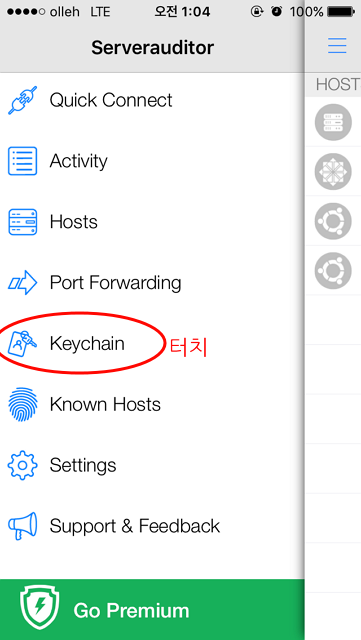 olleh LTE 오전 1:04 100%
Serverauditor
HOST
Quick Connect
Activity
Hosts
Port Forwarding
Keychain 터치
Known Hosts
Settings
Support & Feedback
Go Premium